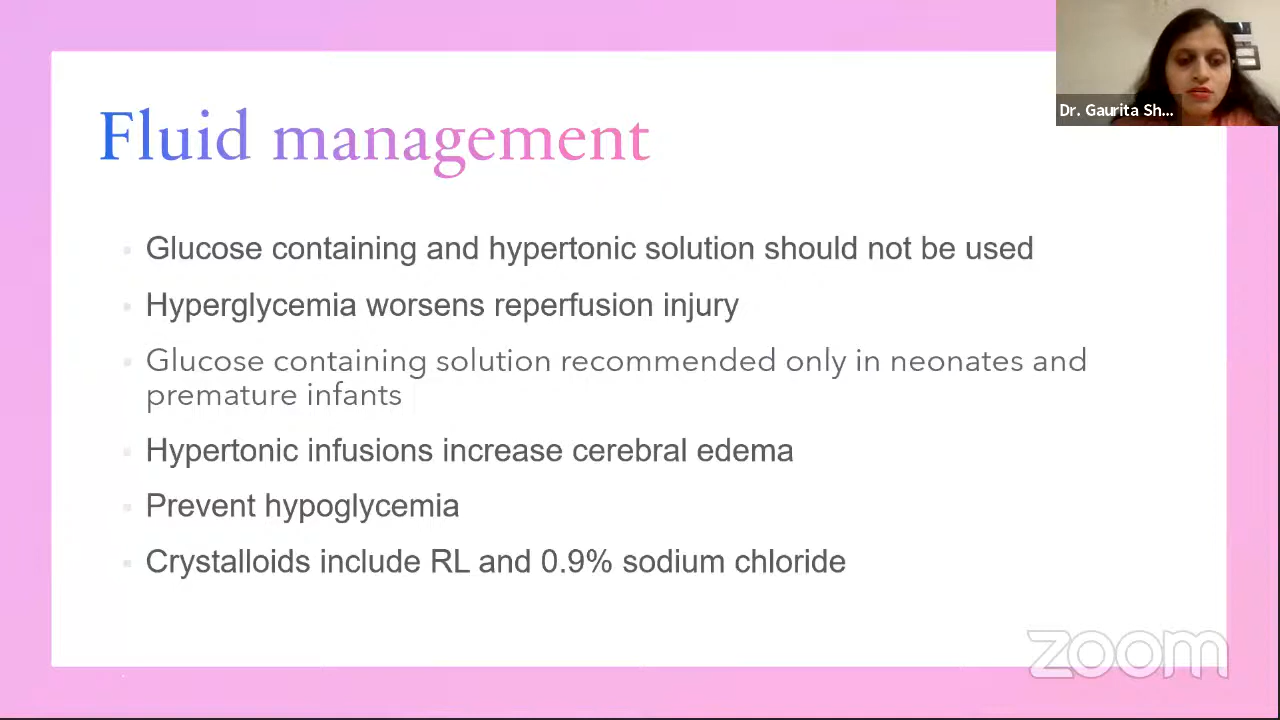 Dr. Gaurita Sh...
Fluid management
Glucose containing and hypertonic solution should not be used
Hyperglycemia worsens reperfusion injury
Glucose containing solution recommended only in neonates and
premature infants
Hypertonic infusions increase cerebral edema
Prevent hypoglycemia
Crystalloids include RL and 0.9% sodium chloride
zoom